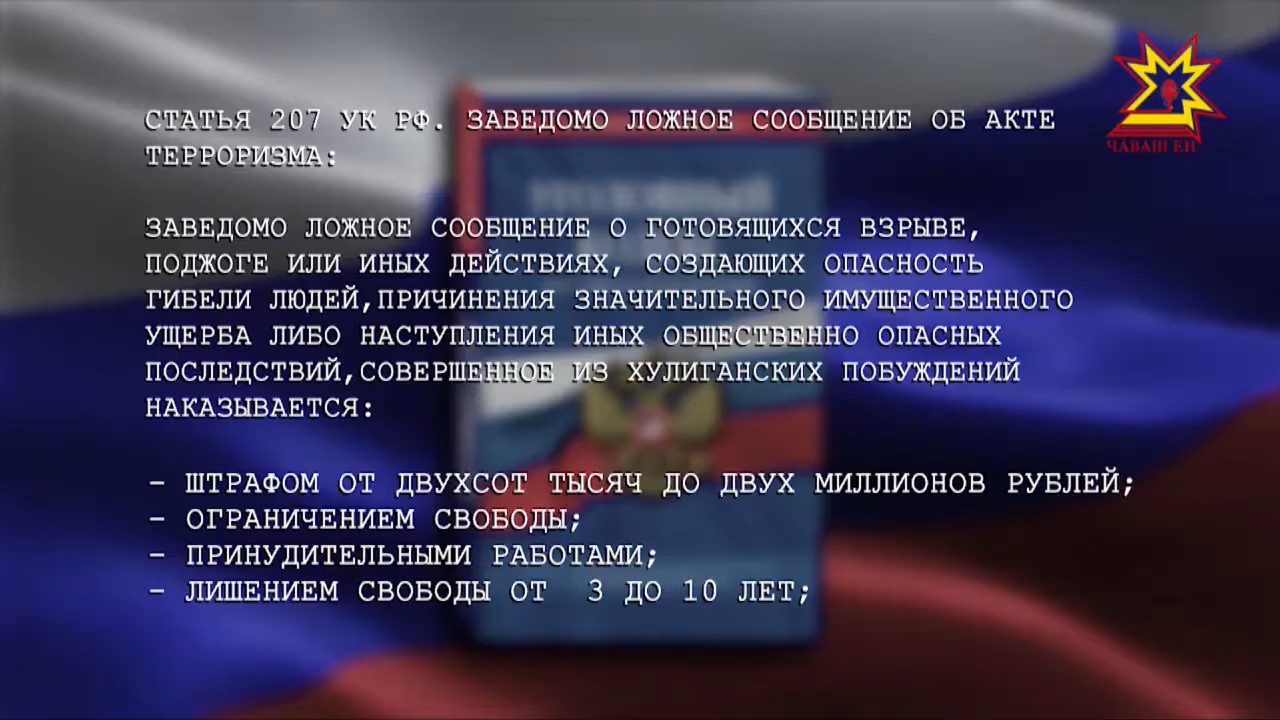 СТАТЬЯ 207 УК РФ. ЗАВЕДОМО ЛОЖНОЕ СООБЩЕНИЕ ОБ АКТЕ
ТЕРРОРИЗМА:
ЗАВЕДОМО ЛОЖНОЕ СООБЩЕНИЕ О ГОТОВЯЩИХСЯ ВЗРЫВЕ,
ПОДЖОГЕ ИЛИ ИНЫХ ДЕЙСТВИЯХ, СОЗДАЮЩИХ ОПАСНОСТЬ
ГИБЕЛИ ЛЮДЕЙ,ПРИЧИНЕНИЯ ЗНАЧИТЕЛЬНОГО ИМУЩЕСТВЕННОГО
УЩЕРБА ЛИБО НАСТУПЛЕНИЯ ИНЫХ ОБЩЕСТВЕННО ОПАСНЫХ
ПОСЛЕДСТВИЙ,СОВЕРШЕННОЕ ИЗ ХУЛИГАНСКИХ ПОБУЖДЕНИЙ
НАКАЗЫВАЕТСЯ:
- ШТРАФОМ ОТ ДВУХСОТ ТЫСЯЧ ДО ДВУХ МИЛЛИОНОВ РУБЛЕЙ;
- ОГРАНИЧЕНИЕМ СВОБОДЫ;
- ПРИНУДИТЕЛЬНЫМИ РАБОТАМИ;
- ЛИШЕНИЕМ СВОБОДЫ ОТ 3 ДО 10 ЛЕТ;
ЧАВАШ ЕН
УГОЛОВНЫЙ